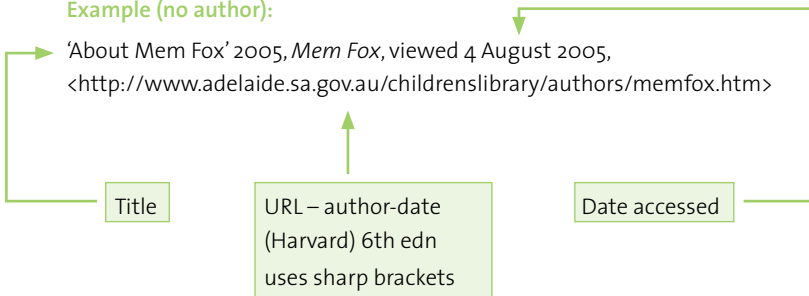 Example (no author):
‘About Mem Fox’ 2005, Mem Fox, viewed 4 August 2005,
<http://www.adelaide.sa.gov.au/childrenslibrary/authors/memfox.htm>
Title
URL – author-date
(Harvard) 6th edn
uses sharp brackets
Date accessed